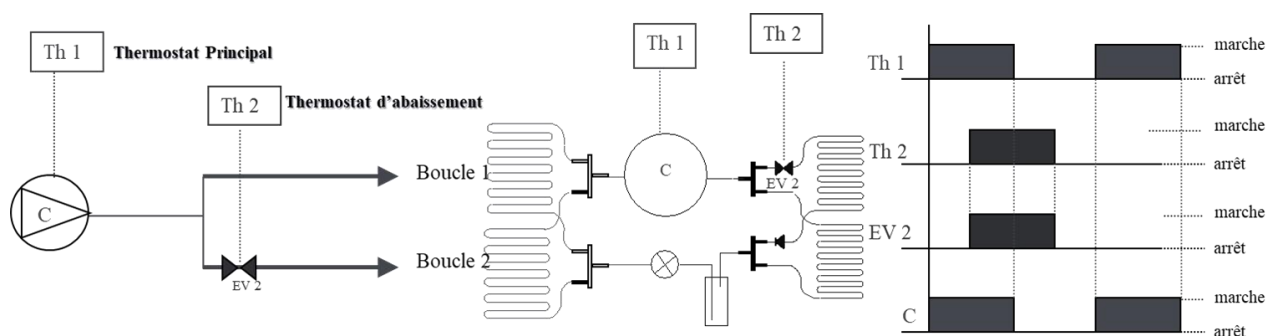 Th 1
Thermostat Principal
Th 2
Thermostat d'abaissement
C
EV 2
Boucle 1
Boucle 2
Th 1
Th 2
C
EV 2
Th 1
marche
arrêt
Th 2
marche
arrêt
EV 2
marche
arrêt
C
marche
arrêt